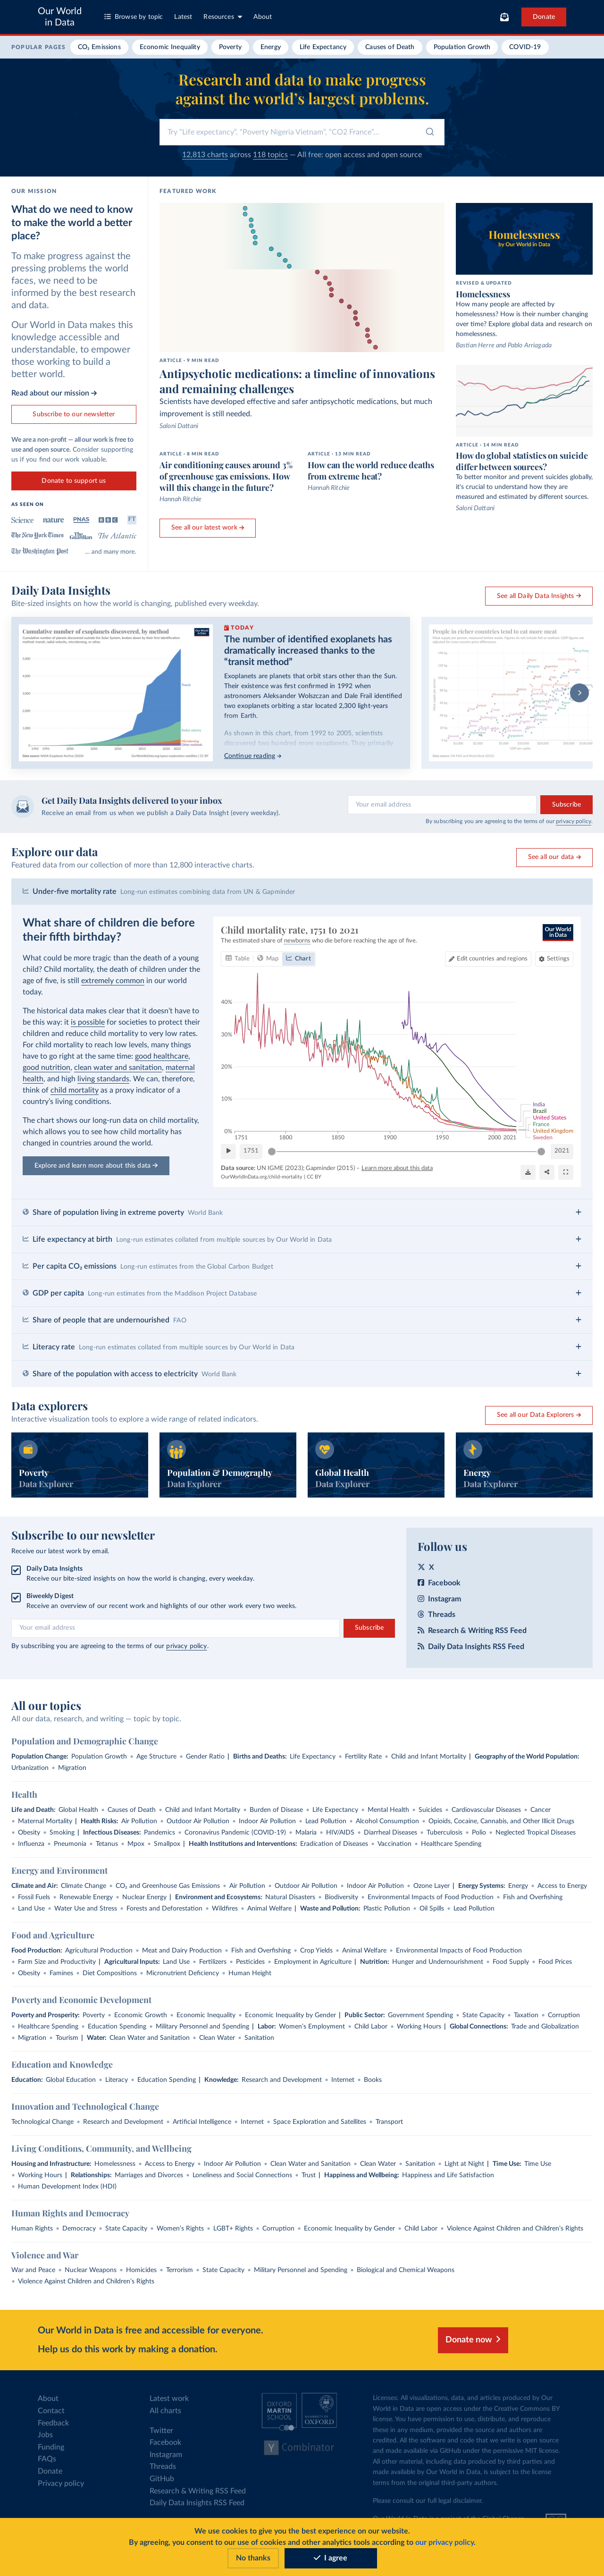 Our World
in Data
Browse by topic
Latest
Resources
About
Donate
POPULAR PAGES
CO₂ Emissions
Economic Inequality
Poverty
Energy
Life Expectancy
Causes of Death
Population Growth
COVID-19
Research and data to make progress
against the world's largest problems.
Try "Life expectancy", "Poverty Nigeria Vietnam", "CO2 France"...
12,813 charts across 118 topics — All free: open access and open source
OUR MISSION
What do we need to know
to make the world a better
place?
To make progress against the
pressing problems the world
faces, we need to be
informed by the best research
and data.
Our World in Data makes this
knowledge accessible and
understandable, to empower
those working to build a
better world.
Read about our mission →
Subscribe to our newsletter
We are a non-profit — all our work is free to
use and open source. Consider supporting
us if you find our work valuable.
Donate to support us
AS SEEN ON
Science
nature
PNAS
BBC
FT
The New York Times
The Guardian
The Atlantic
The Washington Post
... and many more.
FEATURED WORK
ARTICLE - 9 MIN READ
Antipsychotic medications: a timeline of innovations
and remaining challenges
Scientists have developed effective and safer antipsychotic medications, but much
improvement is still needed.
Saloni Dattani
ARTICLE - 8 MIN READ
Air conditioning causes around 3%
of greenhouse gas emissions. How
will this change in the future?
Hannah Ritchie
ARTICLE - 13 MIN READ
How can the world reduce deaths
from extreme heat?
Hannah Ritchie
See all our latest work →
Homelessness
by Our World in Data
REVISED & UPDATED
Homelessness
How many people are affected by
homelessness? How is their number changing
over time? Explore global data and research on
homelessness.
Bastian Herre and Pablo Arriagada
ARTICLE - 14 MIN READ
How do global statistics on suicide
differ between sources?
To better monitor and prevent suicides globally,
it's crucial to understand how they are
measured and estimated by different sources.
Saloni Dattani
Daily Data Insights
Bite-sized insights on how the world is changing, published every weekday.
See all Daily Data Insights →
Cumulative number of exoplanets discovered, by method
TODAY
The number of identified exoplanets has
dramatically increased thanks to the
"transit method"
Exoplanets are planets that orbit stars other than the Sun.
Their existence was first confirmed in 1992 when
astronomers Aleksander Wolszczan and Dale Frail identified
two exoplanets orbiting a star located 2,300 light-years
from Earth.
As shown in this chart, from 1992 to 2005, scientists
discovered two hundred more exoplanets. They primarily
Continue reading →
People in richer countries tend to eat more meat
Get Daily Data Insights delivered to your inbox
Receive an email from us when we publish a Daily Data Insight (every weekday).
Your email address
Subscribe
By subscribing you are agreeing to the terms of our privacy policy.
Explore our data
Featured data from our collection of more than 12,800 interactive charts.
See all our data →
Under-five mortality rate Long-run estimates combining data from UN & Gapminder
What share of children die before
their fifth birthday?
What could be more tragic than the death of a young
child? Child mortality, the death of children under the
age of five, is still extremely common in our world
today.
The historical data makes clear that it doesn't have to
be this way: it is possible for societies to protect their
children and reduce child mortality to very low rates.
For child mortality to reach low levels, many things
have to go right at the same time: good healthcare,
good nutrition, clean water and sanitation, maternal
health, and high living standards. We can, therefore,
think of child mortality as a proxy indicator of a
country's living conditions.
The chart shows our long-run data on child mortality,
which allows you to see how child mortality has
changed in countries around the world.
Explore and learn more about this data →
Child mortality rate, 1751 to 2021
The estimated share of newborns who die before reaching the age of five.
Our World
in Data
Table
Map
Chart
Edit countries and regions
Settings
40%
30%
20%
10%
0%
1751
1800
1850
1900
1950
2000
2021
India
Brazil
United States
France
United Kingdom
Sweden
1751
2021
Data source: UN IGME (2023); Gapminder (2015) – Learn more about this data
OurWorldInData.org/child-mortality | CC BY
Share of population living in extreme poverty World Bank
Life expectancy at birth Long-run estimates collated from multiple sources by Our World in Data
Per capita CO₂ emissions Long-run estimates from the Global Carbon Budget
GDP per capita Long-run estimates from the Maddison Project Database
Share of people that are undernourished FAO
Literacy rate Long-run estimates collated from multiple sources by Our World in Data
Share of the population with access to electricity World Bank
Data explorers
Interactive visualization tools to explore a wide range of related indicators.
See all our Data Explorers →
Poverty
Data Explorer
Population & Demography
Data Explorer
Global Health
Data Explorer
Energy
Data Explorer
Subscribe to our newsletter
Receive our latest work by email.
Daily Data Insights
Receive our bite-sized insights on how the world is changing, every weekday.
Biweekly Digest
Receive an overview of our recent work and highlights of our other work every two weeks.
Your email address
Subscribe
By subscribing you are agreeing to the terms of our privacy policy.
Follow us
X
Facebook
Instagram
Threads
Research & Writing RSS Feed
Daily Data Insights RSS Feed
All our topics
All our data, research, and writing — topic by topic.
Population and Demographic Change
Population Change: Population Growth • Age Structure • Gender Ratio | Births and Deaths: Life Expectancy • Fertility Rate • Child and Infant Mortality | Geography of the World Population:
Urbanization • Migration
Health
Life and Death: Global Health • Causes of Death • Child and Infant Mortality • Burden of Disease • Life Expectancy • Mental Health • Suicides • Cardiovascular Diseases • Cancer
• Maternal Mortality | Health Risks: Air Pollution • Outdoor Air Pollution • Indoor Air Pollution • Lead Pollution • Alcohol Consumption • Opioids, Cocaine, Cannabis, and Other Illicit Drugs
• Obesity • Smoking | Infectious Diseases: Pandemics • Coronavirus Pandemic (COVID-19) • Malaria • HIV/AIDS • Diarrheal Diseases • Tuberculosis • Polio • Neglected Tropical Diseases
• Influenza • Pneumonia • Tetanus • Mpox • Smallpox | Health Institutions and Interventions: Eradication of Diseases • Vaccination • Healthcare Spending
Energy and Environment
Climate and Air: Climate Change • CO₂ and Greenhouse Gas Emissions • Air Pollution • Outdoor Air Pollution • Indoor Air Pollution • Ozone Layer | Energy Systems: Energy • Access to Energy
• Fossil Fuels • Renewable Energy • Nuclear Energy | Environment and Ecosystems: Natural Disasters • Biodiversity • Environmental Impacts of Food Production • Fish and Overfishing
• Land Use • Water Use and Stress • Forests and Deforestation • Wildfires • Animal Welfare | Waste and Pollution: Plastic Pollution • Oil Spills • Lead Pollution
Food and Agriculture
Food Production: Agricultural Production • Meat and Dairy Production • Fish and Overfishing • Crop Yields • Animal Welfare • Environmental Impacts of Food Production
• Farm Size and Productivity | Agricultural Inputs: Land Use • Fertilizers • Pesticides • Employment in Agriculture | Nutrition: Hunger and Undernourishment • Food Supply • Food Prices
• Obesity • Famines • Diet Compositions • Micronutrient Deficiency • Human Height
Poverty and Economic Development
Poverty and Prosperity: Poverty • Economic Growth • Economic Inequality • Economic Inequality by Gender | Public Sector: Government Spending • State Capacity • Taxation • Corruption
• Healthcare Spending • Education Spending • Military Personnel and Spending | Labor: Women's Employment • Child Labor • Working Hours | Global Connections: Trade and Globalization
• Migration • Tourism | Water: Clean Water and Sanitation • Clean Water • Sanitation
Education and Knowledge
Education: Global Education • Literacy • Education Spending | Knowledge: Research and Development • Internet • Books
Innovation and Technological Change
Technological Change • Research and Development • Artificial Intelligence • Internet • Space Exploration and Satellites • Transport
Living Conditions, Community, and Wellbeing
Housing and Infrastructure: Homelessness • Access to Energy • Indoor Air Pollution • Clean Water and Sanitation • Clean Water • Sanitation • Light at Night | Time Use: Time Use
• Working Hours | Relationships: Marriages and Divorces • Loneliness and Social Connections • Trust | Happiness and Wellbeing: Happiness and Life Satisfaction
• Human Development Index (HDI)
Human Rights and Democracy
Human Rights • Democracy • State Capacity • Women's Rights • LGBT+ Rights • Corruption • Economic Inequality by Gender • Child Labor • Violence Against Children and Children's Rights
Violence and War
War and Peace • Nuclear Weapons • Homicides • Terrorism • State Capacity • Military Personnel and Spending • Biological and Chemical Weapons
• Violence Against Children and Children's Rights
Our World in Data is free and accessible for everyone.
Help us do this work by making a donation.
Donate now
About
Contact
Feedback
Jobs
Funding
FAQs
Donate
Privacy policy
Latest work
All charts
Twitter
Facebook
Instagram
Threads
GitHub
Research & Writing RSS Feed
Daily Data Insights RSS Feed
OXFORD
MARTIN
SCHOOL
UNIVERSITY OF
OXFORD
Y Combinator
Licenses: All visualizations, data, and articles produced by Our
World in Data are open access under the Creative Commons BY
license. You have permission to use, distribute, and reproduce
these in any medium, provided the source and authors are
credited. All the software and code that we write is open source
and made available via GitHub under the permissive MIT license.
All other material, including data produced by third parties and
made available by Our World in Data, is subject to the license
terms from the original third-party authors.
Please consult our full legal disclaimer.
We use cookies to give you the best experience on our website.
By agreeing, you consent to our use of cookies and other analytics tools according to our privacy policy.
No thanks
I agree